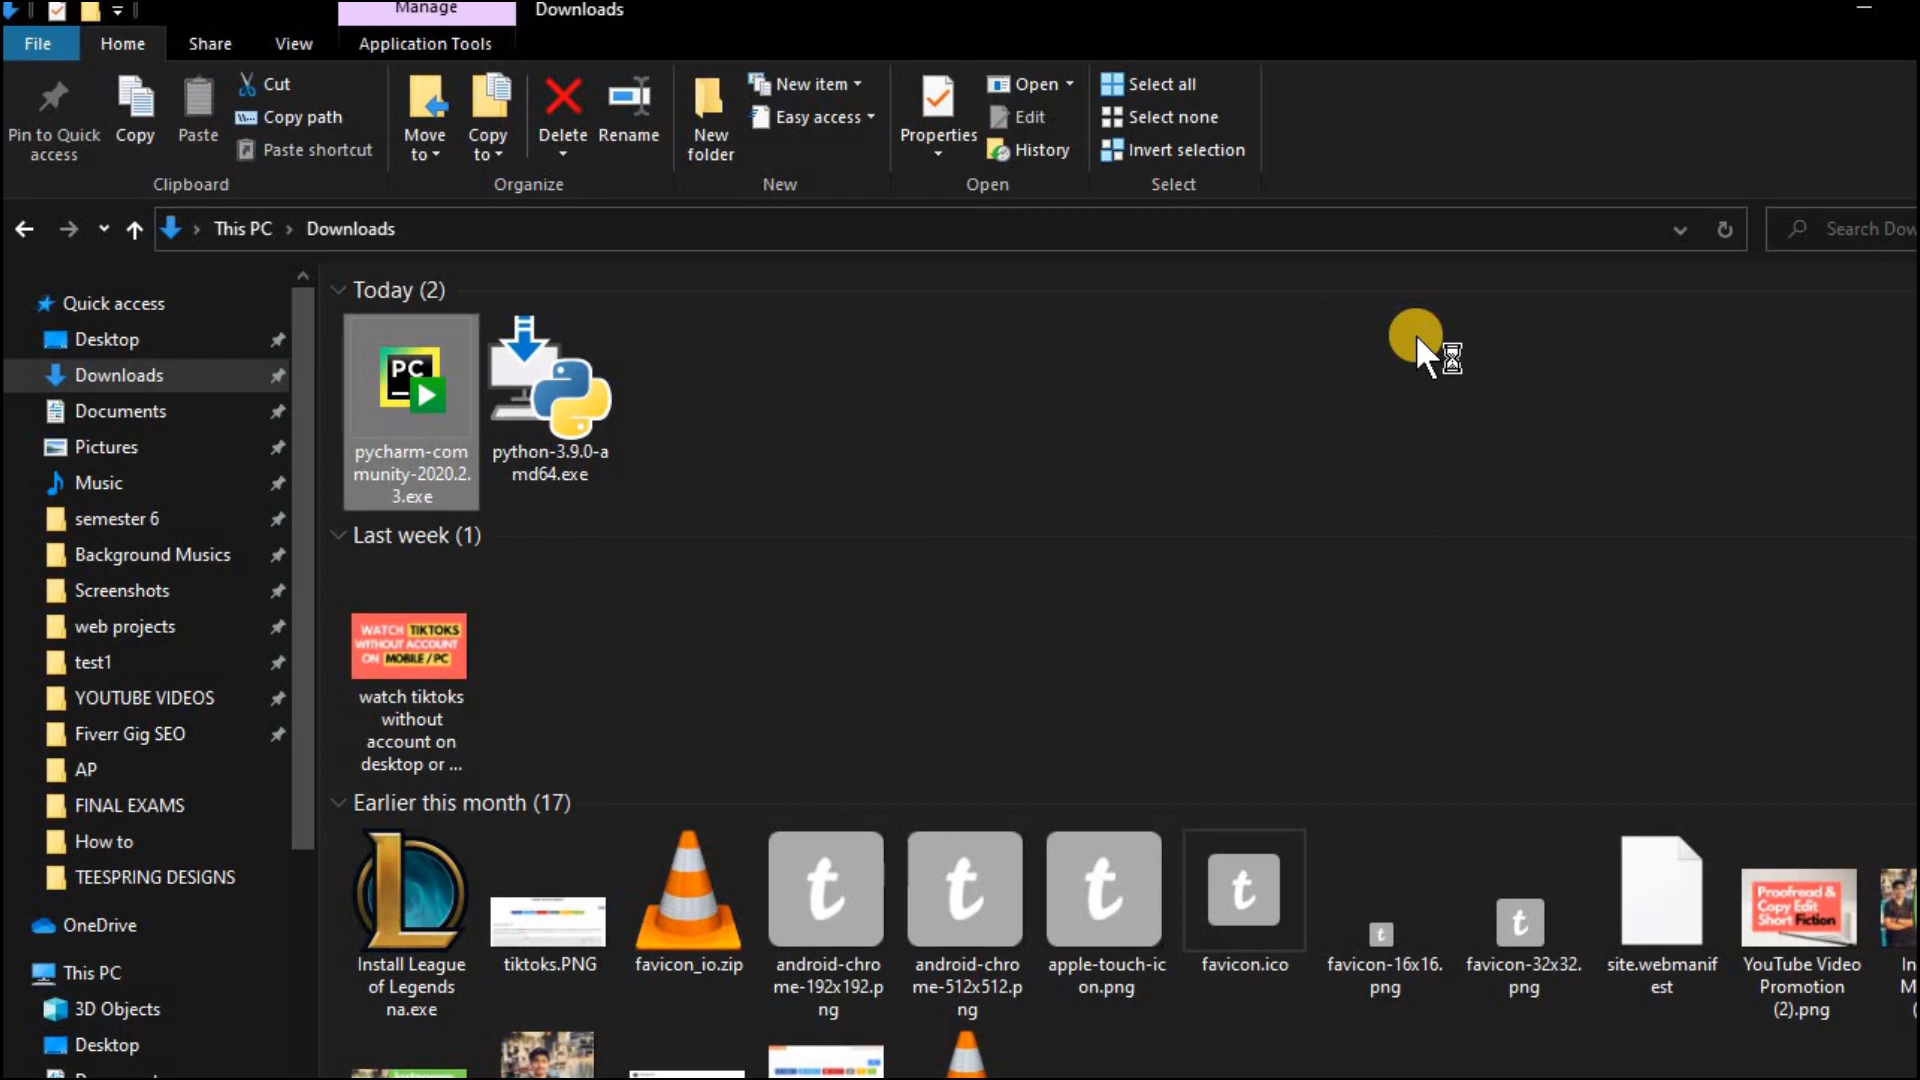 Manage
Downloads
File
Home
Share
View
Application Tools
Pin to Quick access
Copy
Paste
Cut
Copy path
Paste shortcut
Clipboard
Move to
Copy to
Delete
Rename
Organize
New folder
New item
Easy access
New
Properties
Open
Edit
History
Open
Select all
Select none
Invert selection
Select
This PC
Downloads
Search Dow
Quick access
Desktop
Downloads
Documents
Pictures
Music
semester 6
Background Musics
Screenshots
web projects
test1
YOUTUBE VIDEOS
Fiverr Gig SEO
AP
FINAL EXAMS
How to
TEESPRING DESIGNS
OneDrive
This PC
3D Objects
Desktop
Today (2)
PC
pycharm-com
munity-2020.2.
3.exe
python-3.9.0-a
md64.exe
Last week (1)
WATCH TIKTOKS
WITHOUT ACCOUNT
ON MOBILE / PC
watch tiktoks
without
account on
desktop or ...
Earlier this month (17)
Install League
of Legends
na.exe
tiktoks.PNG
favicon_io.zip
t
android-chro
me-192x192.p
ng
t
android-chro
me-512x512.p
ng
t
apple-touch-ic
on.png
t
favicon.ico
t
favicon-16x16.
png
t
favicon-32x32.
png
site.webmanif
est
Proofread &
Copy Edit
Short Fiction
YouTube Video
Promotion
(2).png
In
M
(